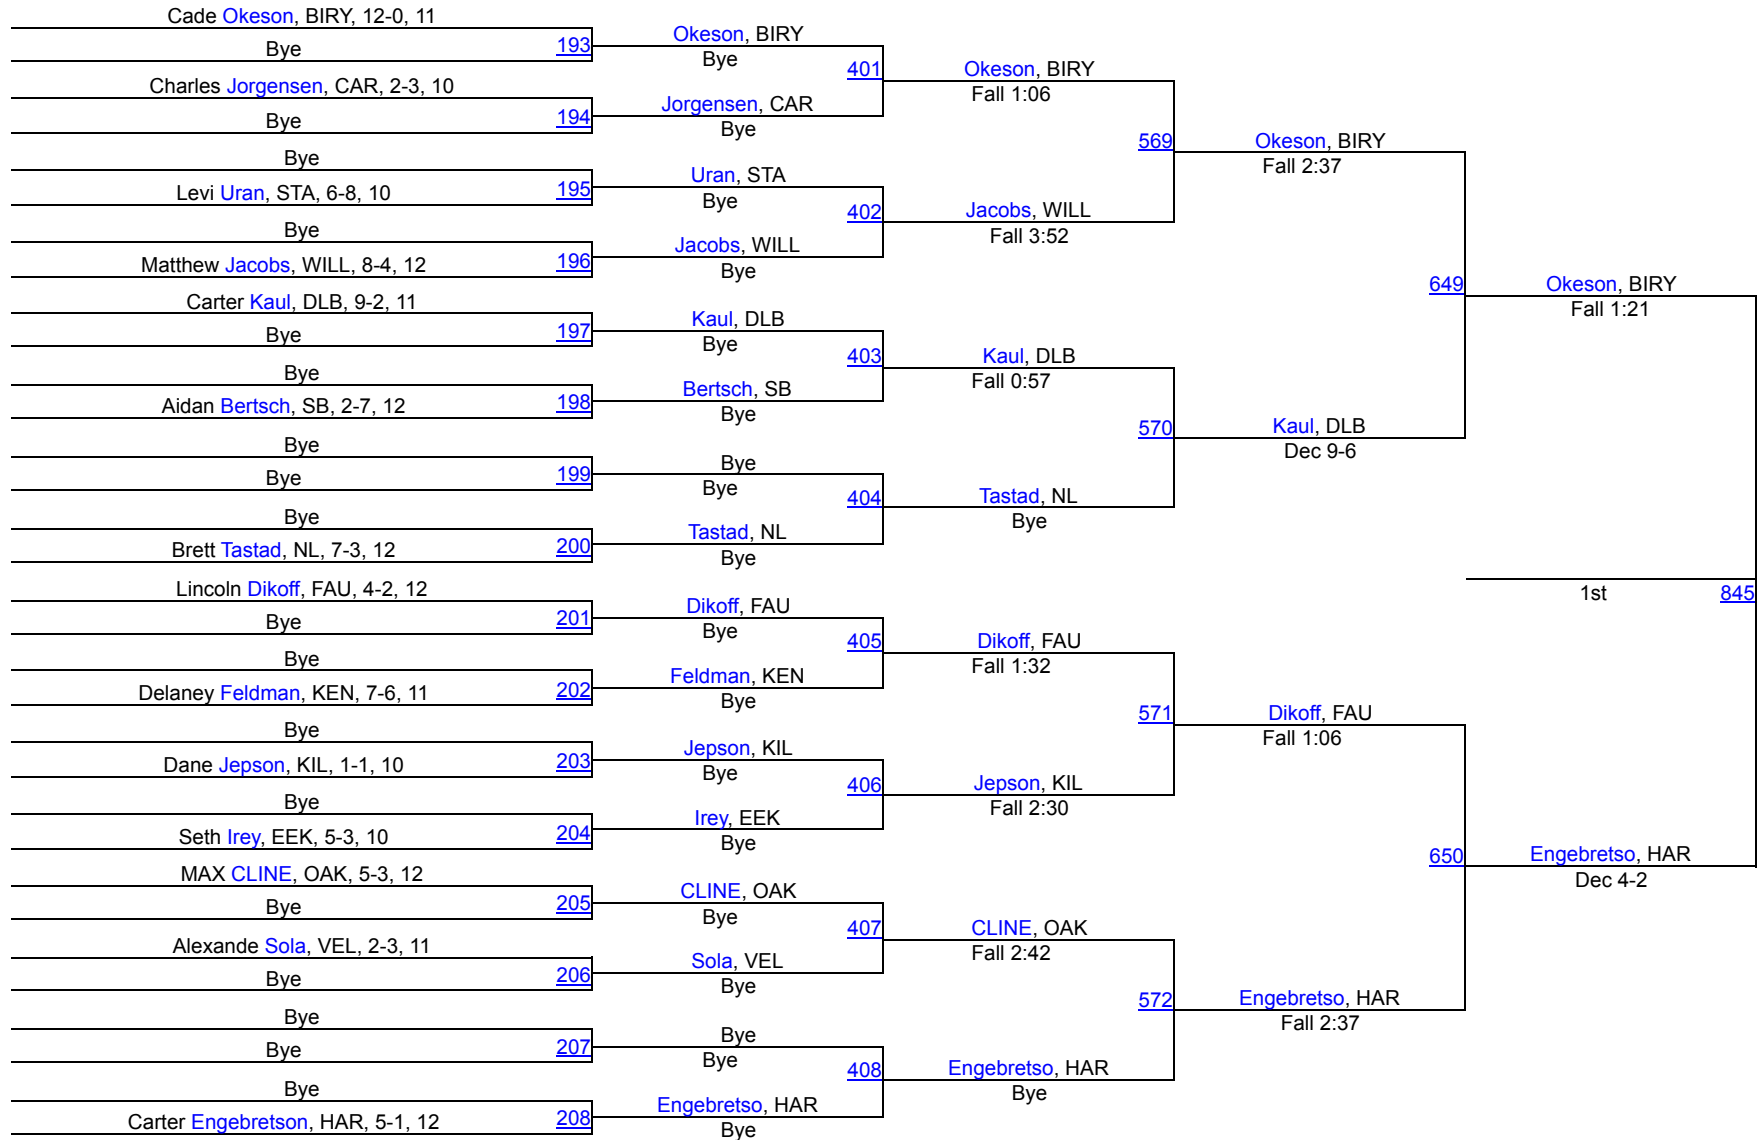 Cade Okeson, BIRY, 12-0, 11
Bye
193
Charles Jorgensen, CAR, 2-3, 10
Bye
194
Bye
Levi Uran, STA, 6-8, 10
195
Bye
Matthew Jacobs, WILL, 8-4, 12
196
Carter Kaul, DLB, 9-2, 11
Bye
197
Bye
Aidan Bertsch, SB, 2-7, 12
198
Bye
Bye
199
Bye
Brett Tastad, NL, 7-3, 12
200
Lincoln Dikoff, FAU, 4-2, 12
Bye
201
Bye
Delaney Feldman, KEN, 7-6, 11
202
Bye
Dane Jepson, KIL, 1-1, 10
203
Bye
Seth Irey, EEK, 5-3, 10
204
MAX CLINE, OAK, 5-3, 12
Bye
205
Alexande Sola, VEL, 2-3, 11
Bye
206
Bye
Bye
207
Bye
Carter Engebretson, HAR, 5-1, 12
208
Okeson, BIRY
Bye
401
Jorgensen, CAR
Bye
Uran, STA
Bye
402
Jacobs, WILL
Bye
Kaul, DLB
Bye
403
Bertsch, SB
Bye
Bye
Bye
404
Tastad, NL
Bye
Dikoff, FAU
Bye
405
Feldman, KEN
Bye
Jepson, KIL
Bye
406
Irey, EEK
Bye
CLINE, OAK
Bye
407
Sola, VEL
Bye
Bye
Bye
408
Engebretso, HAR
Bye
Okeson, BIRY
Fall 1:06
569
Jacobs, WILL
Fall 3:52
Kaul, DLB
Fall 0:57
570
Tastad, NL
Bye
Dikoff, FAU
Fall 1:32
571
Jepson, KIL
Fall 2:30
CLINE, OAK
Fall 2:42
572
Engebretso, HAR
Bye
Okeson, BIRY
Fall 2:37
649
Kaul, DLB
Dec 9-6
Dikoff, FAU
Fall 1:06
650
Engebretso, HAR
Fall 2:37
Okeson, BIRY
Fall 1:21
1st
845
Engebretso, HAR
Dec 4-2